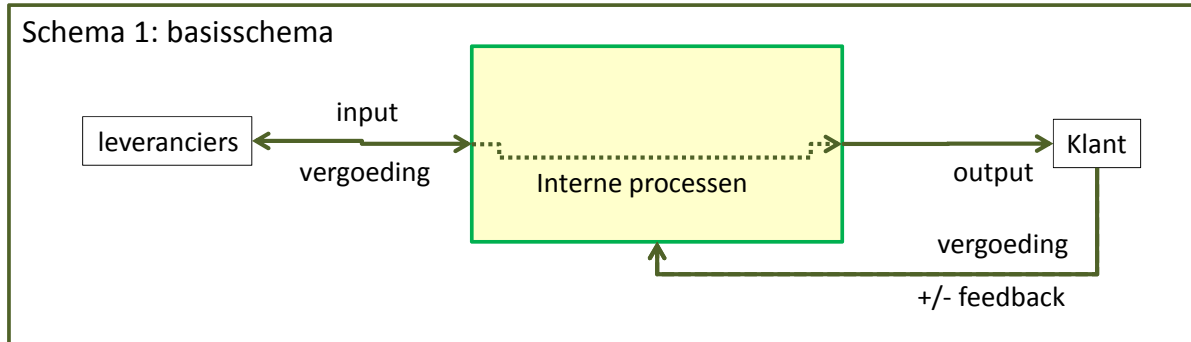 Schema 1: basisschema
input
leveranciers
vergoeding
Interne processen
Klant
output
vergoeding
+/- feedback